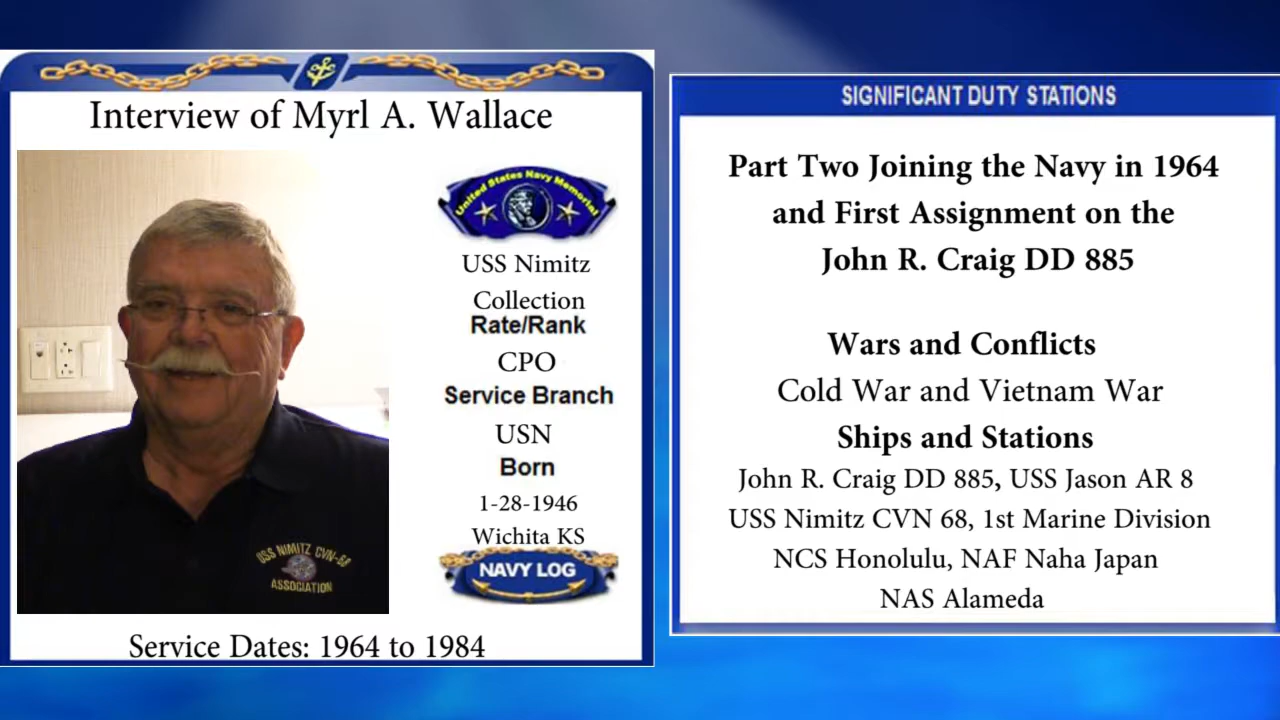 Interview of Myrl A. Wallace
United States Navy Memorial
USS Nimitz
Collection
Rate/Rank
CPO
Service Branch
USN
Born
1-28-1946
Wichita KS
NAVY LOG
USS NIMITZ CVN-68
ASSOCIATION
Service Dates: 1964 to 1984
SIGNIFICANT DUTY STATIONS
Part Two Joining the Navy in 1964
and First Assignment on the
John R. Craig DD 885
Wars and Conflicts
Cold War and Vietnam War
Ships and Stations
John R. Craig DD 885, USS Jason AR 8
USS Nimitz CVN 68, 1st Marine Division
NCS Honolulu, NAF Naha Japan
NAS Alameda